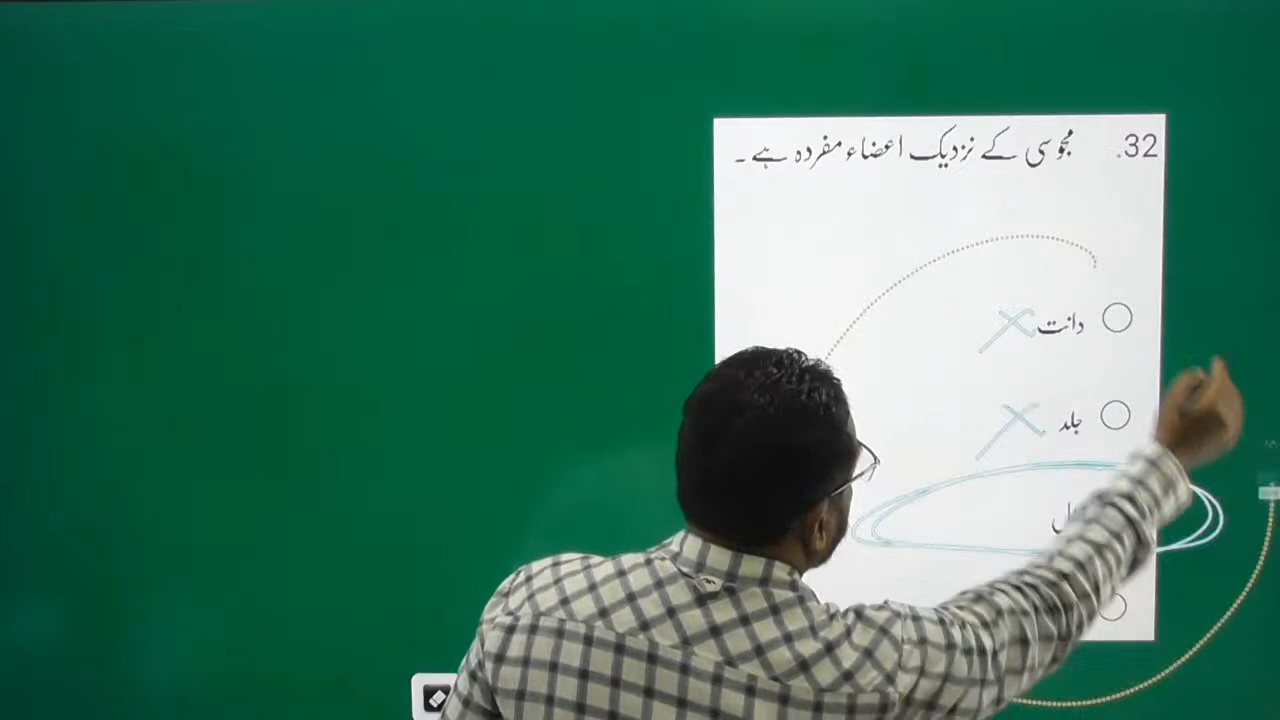 32. مجوسی کے نزدیک اعضاء مفردہ ہے۔
دانت
جلد